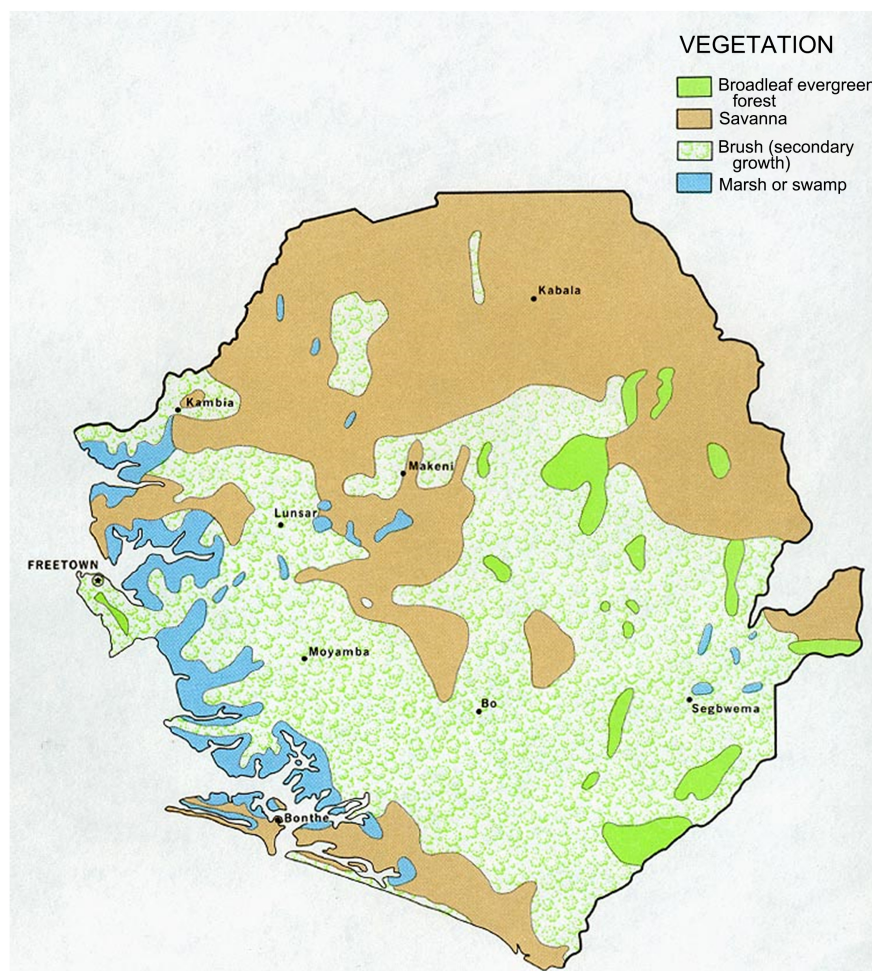 VEGETATION
Broadleaf evergreen
forest
Savanna
Brush (secondary
growth)
Marsh or swamp
Kabala
Kambia
Makeni
Lunsar
FREETOWN
Moyamba
Bo
Segbwema
Bonthe